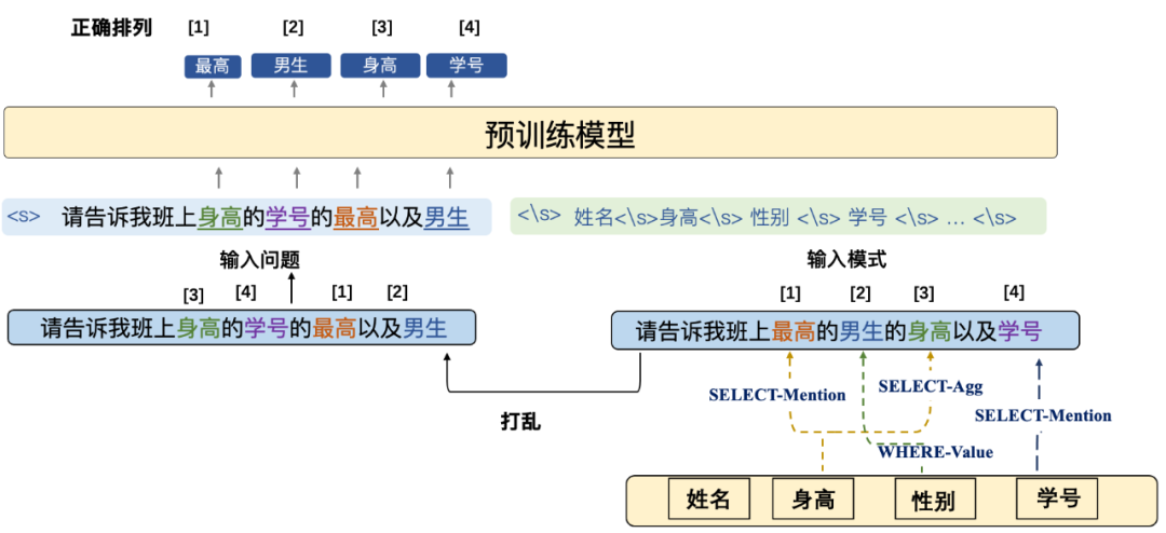 正确排列 [1] [2] [3] [4]
最高 男生 身高 学号
预训练模型
<s> 请告诉我班上身高的学号的最高以及男生
<\s> 姓名<\s>身高<\s> 性别 <\s> 学号 <\s> ... <\s>
输入问题
输入模式
[3] [4] [1] [2]
[1] [2] [3] [4]
请告诉我班上身高的学号的最高以及男生
请告诉我班上最高的男生的身高以及学号
SELECT-Mention
SELECT-Agg
SELECT-Mention
打乱
WHERE-Value
姓名 身高 性别 学号